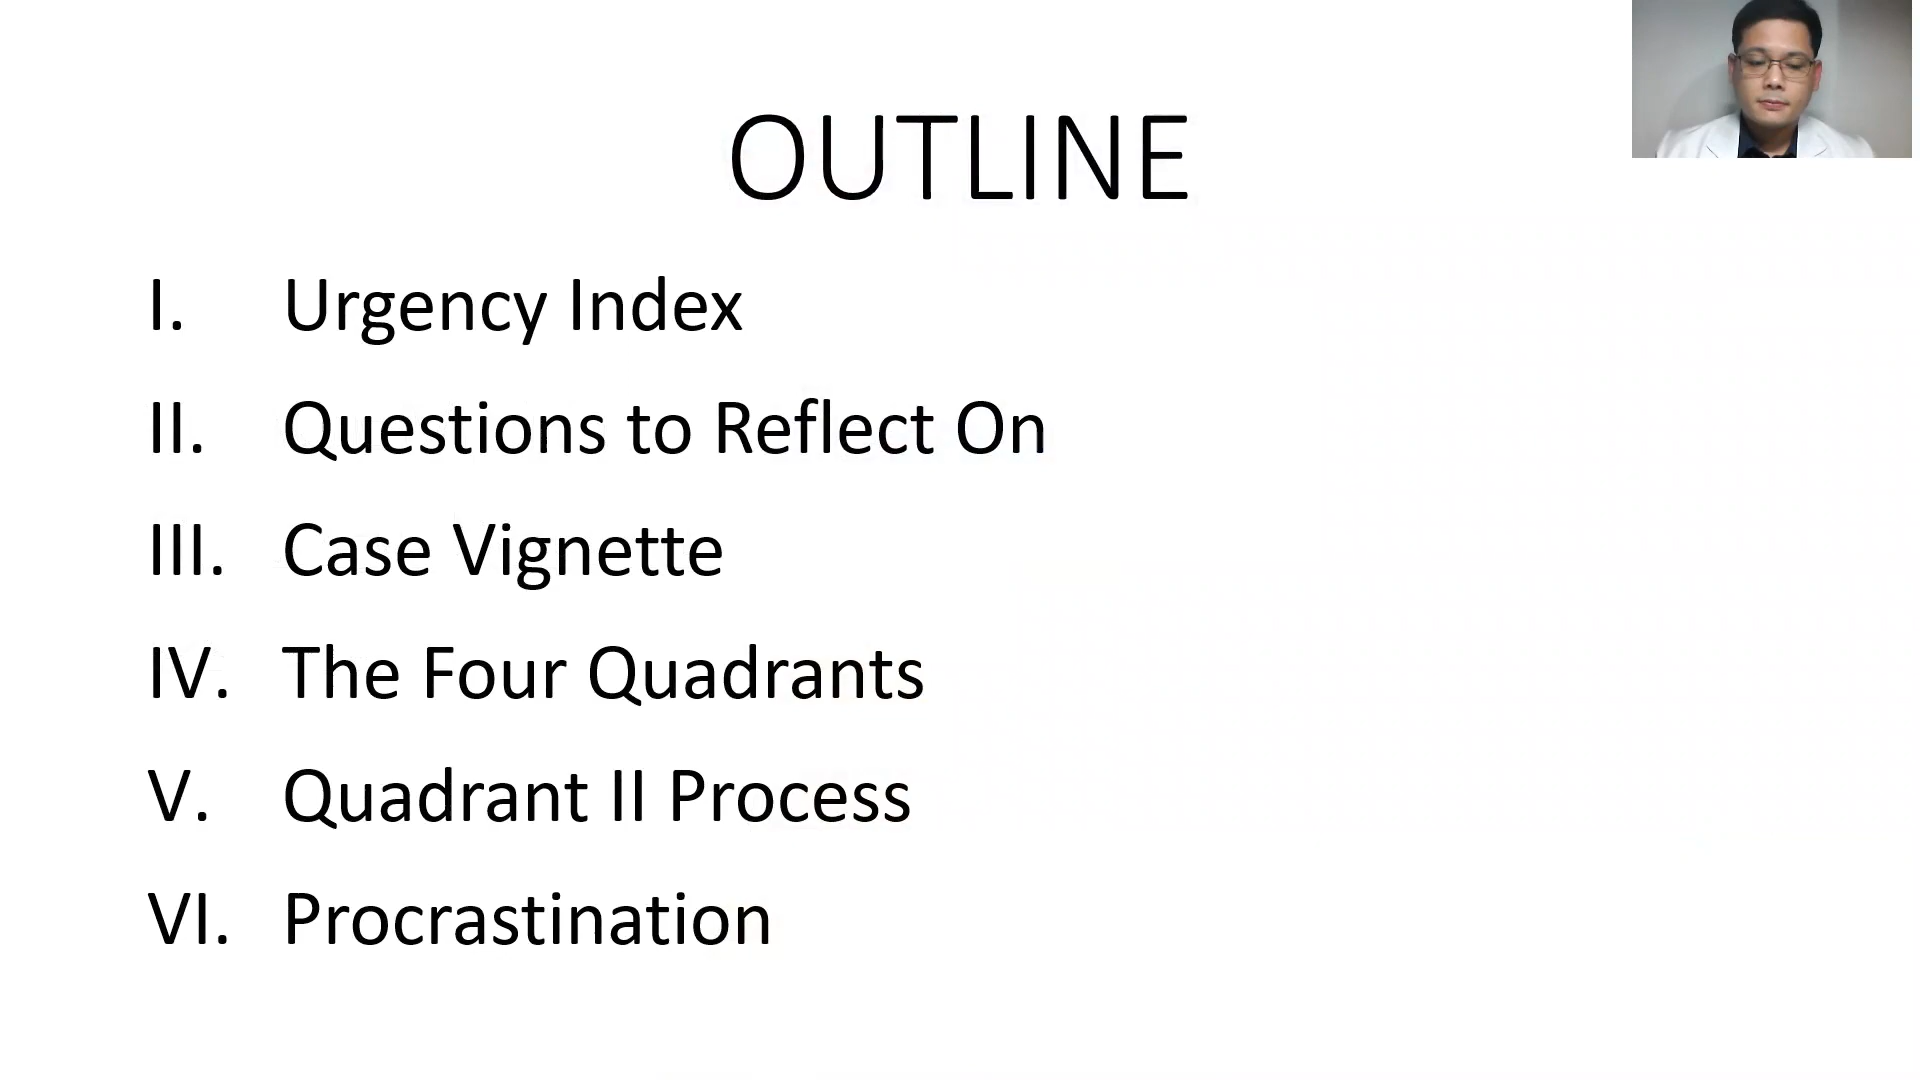 OUTLINE
I. Urgency Index
II. Questions to Reflect On
III. Case Vignette
IV. The Four Quadrants
V. Quadrant II Process
VI. Procrastination